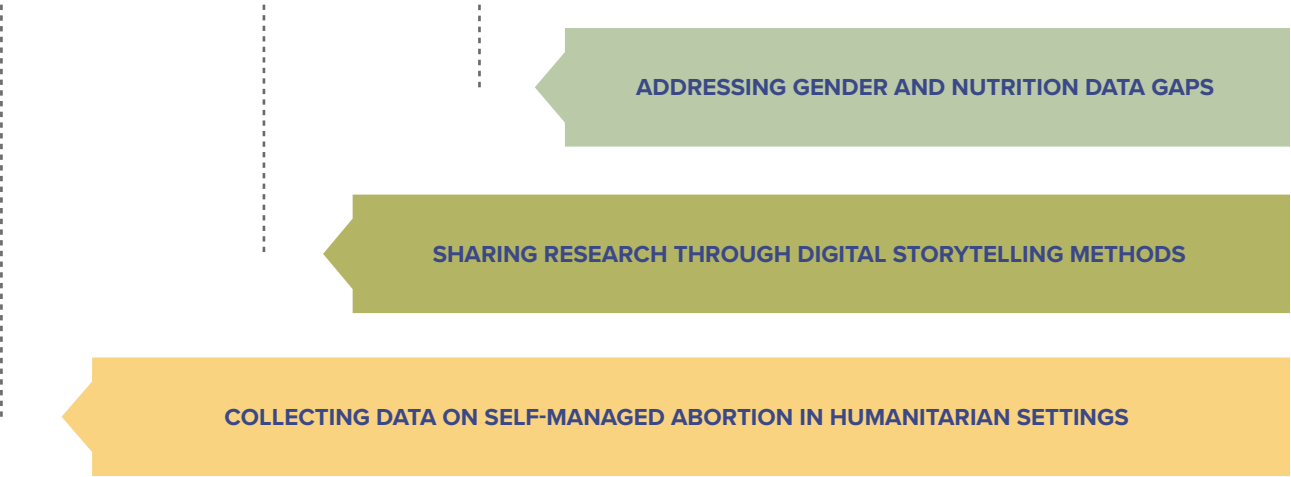 ADDRESSING GENDER AND NUTRITION DATA GAPS
SHARING RESEARCH THROUGH DIGITAL STORYTELLING METHODS
COLLECTING DATA ON SELF-MANAGED ABORTION IN HUMANITARIAN SETTINGS